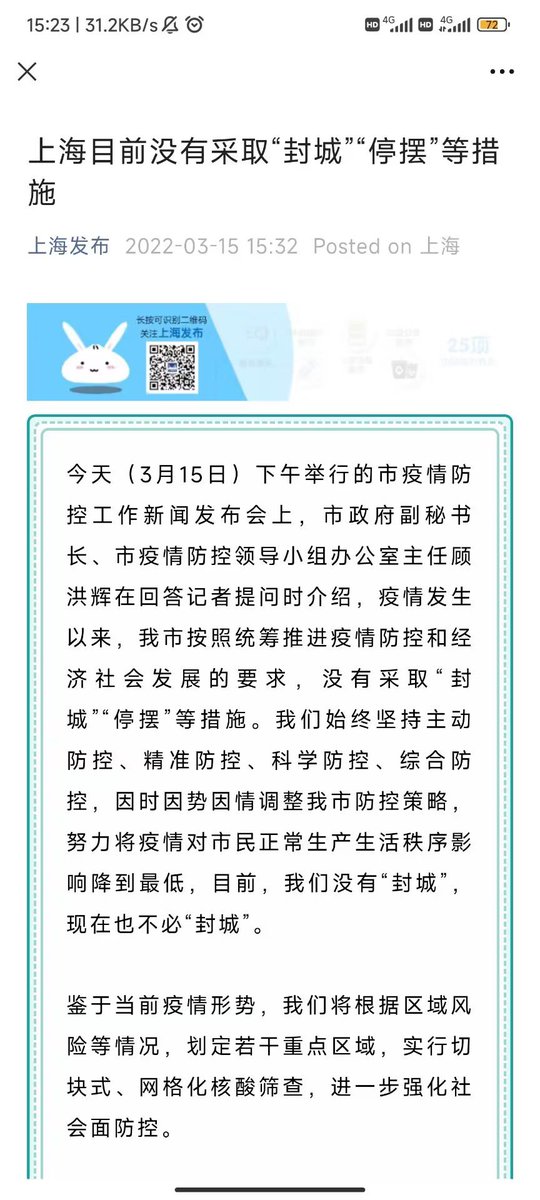 15:23 | 31.2KB/s
HD 4G HD 4G 72
上海目前没有采取“封城”“停摆”等措
施
上海发布 2022-03-15 15:32 Posted on 上海
长按可识别二维码
关注上海发布
25项
今天（3月15日）下午举行的市疫情防
控工作新闻发布会上，市政府副秘书
长、市疫情防控领导小组办公室主任顾
洪辉在回答记者提问时介绍，疫情发生
以来，我市按照统筹推进疫情防控和经
济社会发展的要求，没有采取“封
城”“停摆”等措施。我们始终坚持主动
防控、精准防控、科学防控、综合防
控，因时因势因情调整我市防控策略，
努力将疫情对市民正常生产生活秩序影
响降到最低，目前，我们没有“封城”，
现在也不必“封城”。
鉴于当前疫情形势，我们将根据区域风
险等情况，划定若干重点区域，实行切
块式、网格化核酸筛查，进一步强化社
会面防控。